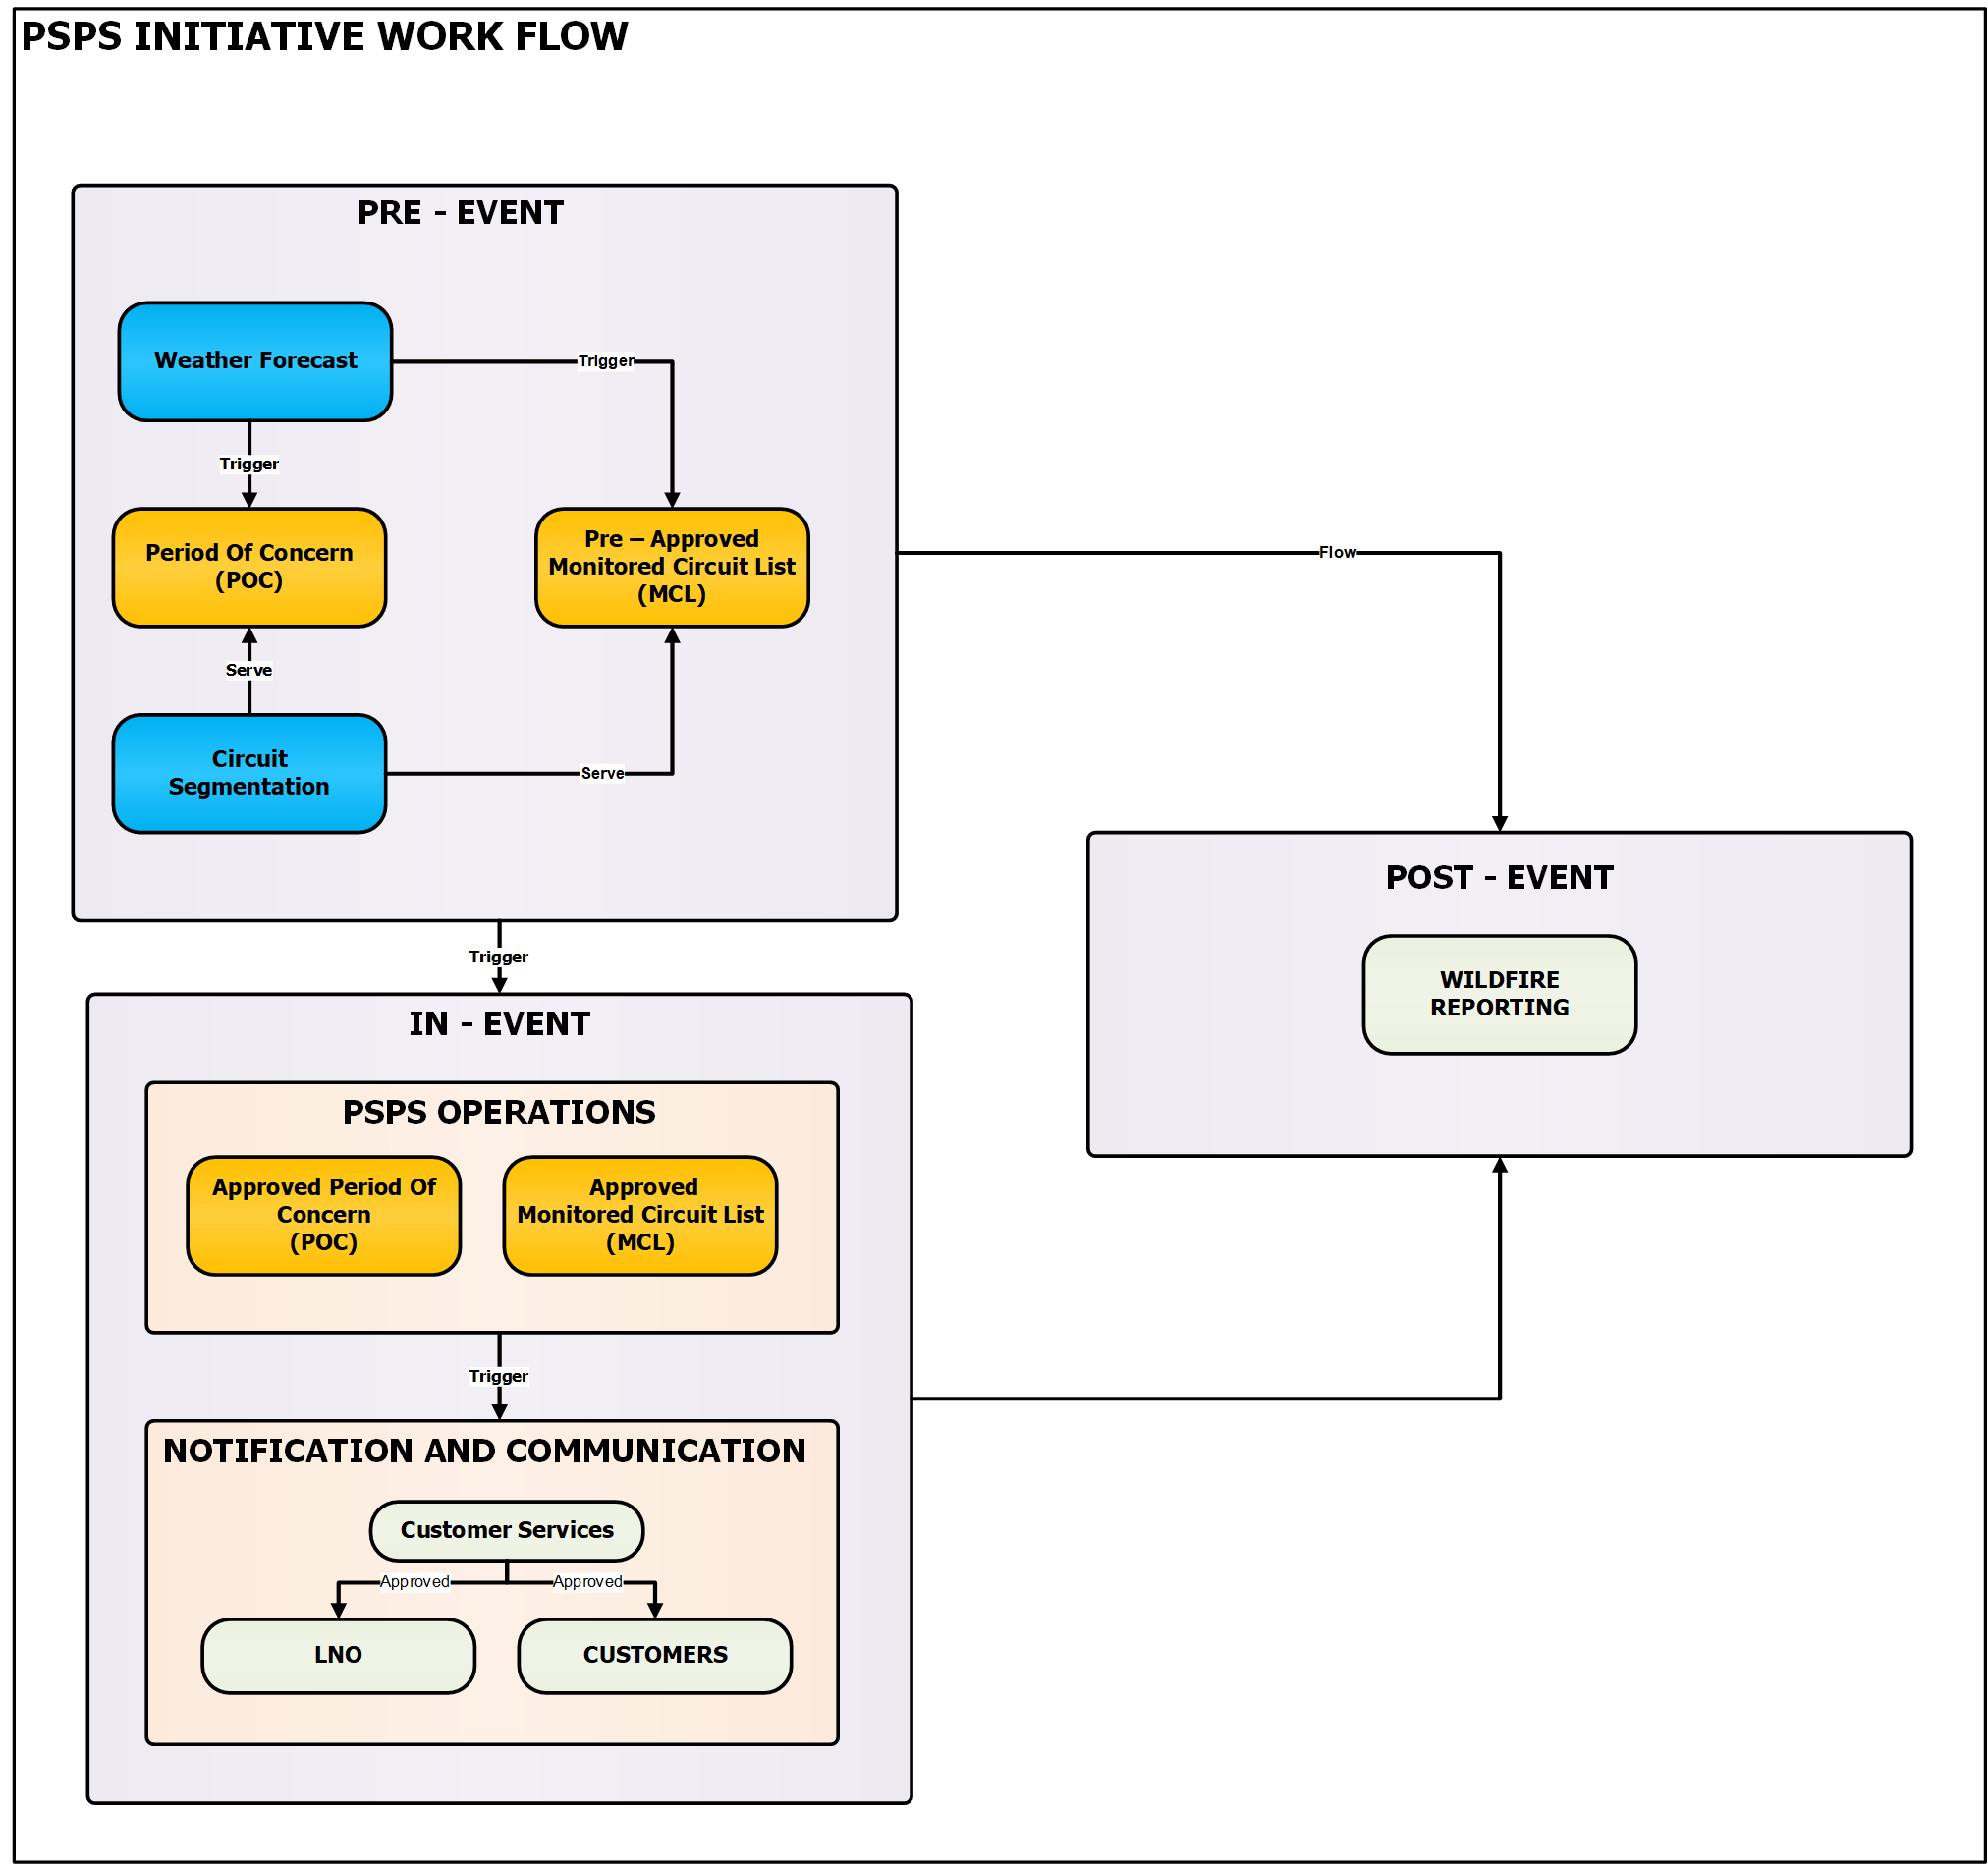 PSPS INITIATIVE WORK FLOW
PRE - EVENT
Weather Forecast
Trigger
Trigger
Period Of Concern
(POC)
Pre – Approved
Monitored Circuit List
(MCL)
Flow
Serve
Circuit
Segmentation
Serve
POST - EVENT
WILDFIRE
REPORTING
Trigger
IN - EVENT
PSPS OPERATIONS
Approved Period Of
Concern
(POC)
Approved
Monitored Circuit List
(MCL)
Trigger
NOTIFICATION AND COMMUNICATION
Customer Services
Approved
Approved
LNO
CUSTOMERS